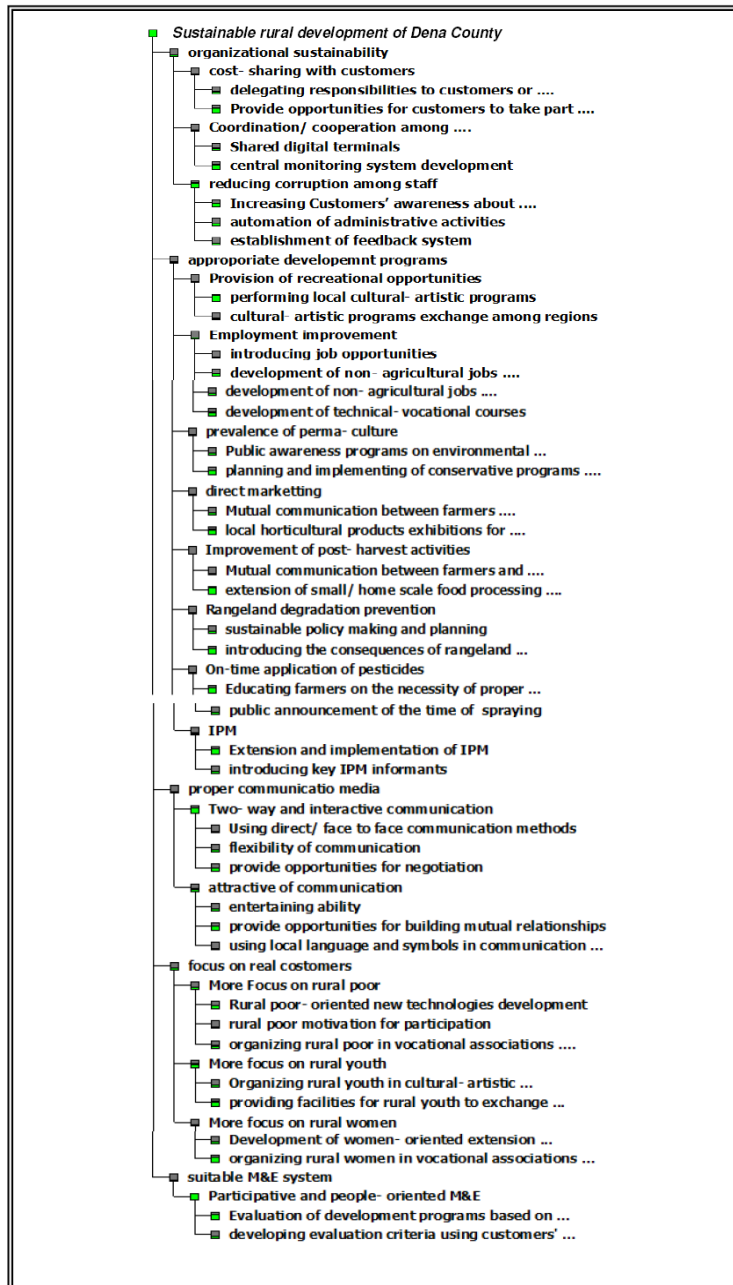 Sustainable rural development of Dena County
organizational sustainability
cost- sharing with customers
delegating responsibilities to customers or ....
Provide opportunities for customers to take part ....
Coordination/ cooperation among ....
Shared digital terminals
central monitoring system development
reducing corruption among staff
Increasing Customers' awareness about ....
automation of administrative activities
establishment of feedback system
approporiate developemnt programs
Provision of recreational opportunities
performing local cultural- artistic programs
cultural- artistic programs exchange among regions
Employment improvement
introducing job opportunities
development of non- agricultural jobs ....
development of non- agricultural jobs ....
development of technical- vocational courses
prevalence of perma- culture
Public awareness programs on environmental ...
planning and implementing of conservative programs ....
direct marketting
Mutual communication between farmers ....
local horticultural products exhibitions for ....
Improvement of post- harvest activities
Mutual communication between farmers and ....
extension of small/ home scale food processing ....
Rangeland degradation prevention
sustainable policy making and planning
introducing the consequences of rangeland ...
On-time application of pesticides
Educating farmers on the necessity of proper ...
public announcement of the time of spraying
IPM
Extension and implementation of IPM
introducing key IPM informants
proper communicatio media
Two- way and interactive communication
Using direct/ face to face communication methods
flexibility of communication
provide opportunities for negotiation
attractive of communication
entertaining ability
provide opportunities for building mutual relationships
using local language and symbols in communication ...
focus on real costomers
More Focus on rural poor
Rural poor- oriented new technologies development
rural poor motivation for participation
organizing rural poor in vocational associations ....
More focus on rural youth
Organizing rural youth in cultural- artistic ...
providing facilities for rural youth to exchange ...
More focus on rural women
Development of women- oriented extension ...
organizing rural women in vocational associations ...
suitable M&E system
Participative and people- oriented M&E
Evaluation of development programs based on ...
developing evaluation criteria using customers' ...